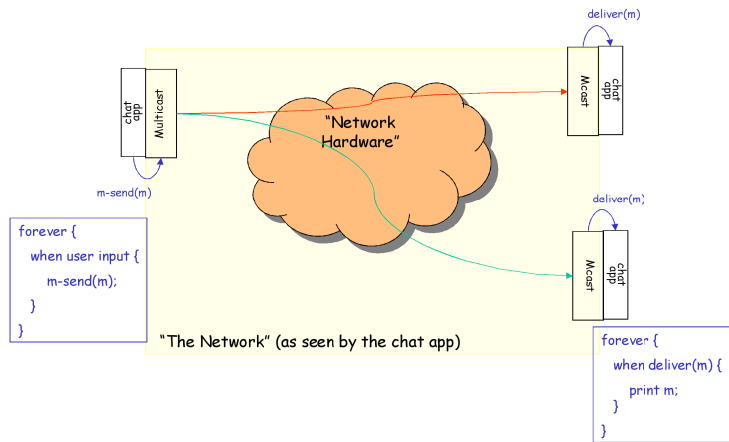 deliver(m)
chat
app
Multicast
Mcast
chat
app
"Network
Hardware"
m-send(m)
deliver(m)
Mcast
chat
app
forever {
when user input {
m-send(m);
}
}
"The Network" (as seen by the chat app)
forever {
when deliver(m) {
print m;
}
}